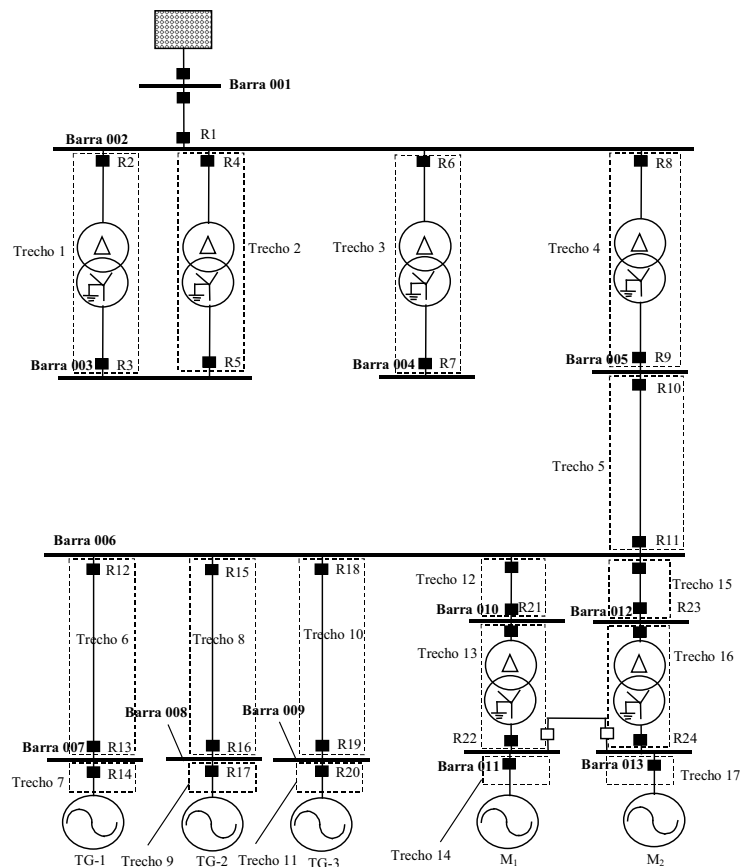 Barra 001
R1
Barra 002
R2
R4
R6
R8
Trecho 1
Trecho 2
Trecho 3
Trecho 4
Barra 003
R3
R5
Barra 004
R7
Barra 005
R9
R10
Trecho 5
Barra 006
R11
R12
R15
R18
Trecho 12
Trecho 15
Barra 010
R21
Barra 012
R23
Trecho 6
Trecho 8
Trecho 10
Trecho 13
Trecho 16
Barra 008
Barra 009
Barra 007
R13
R16
R19
R22
R24
Trecho 7
R14
R17
R20
Barra 011
Barra 013
Trecho 17
TG-1
Trecho 9
TG-2
Trecho 11
TG-3
Trecho 14
M1
M2